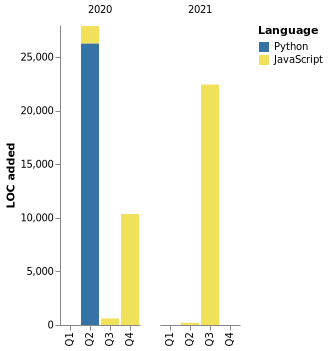 2020
2021
Language
Python
JavaScript
LOC added
25,000
20,000
15,000
10,000
5,000
0
Q1
Q2
Q3
Q4
Q1
Q2
Q3
Q4